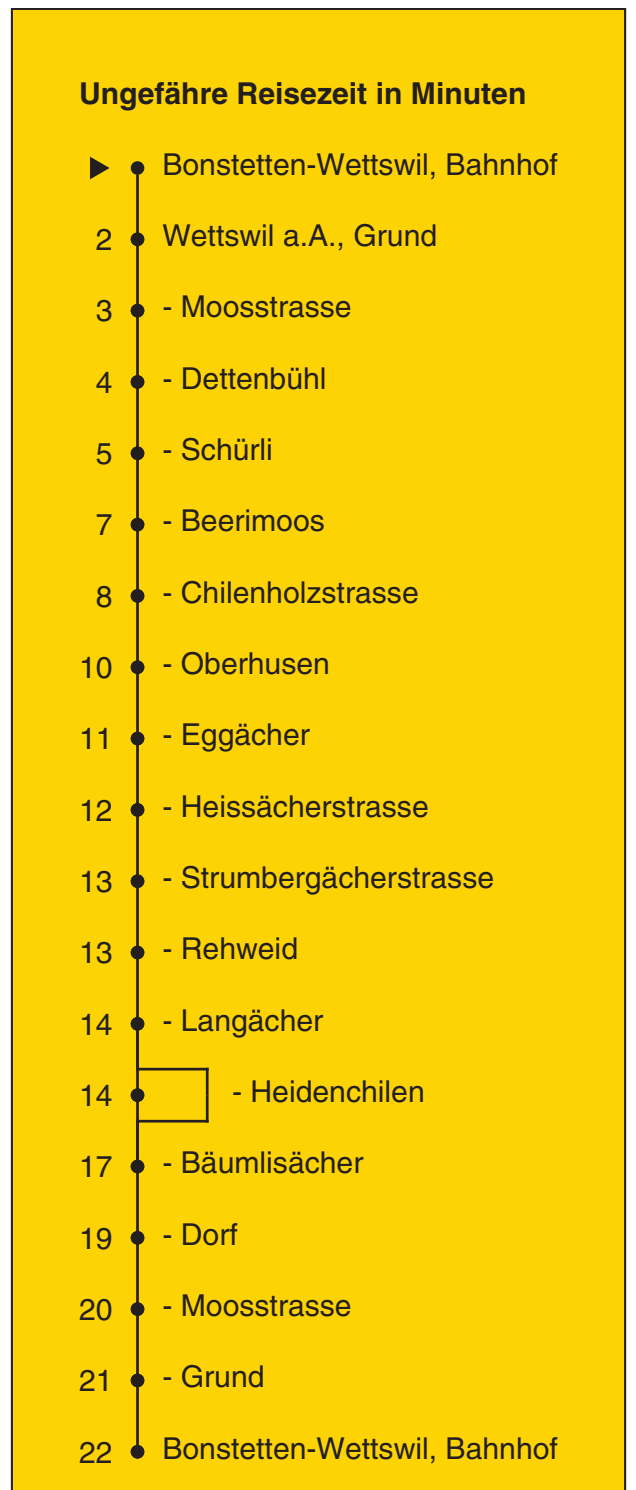 Ungefähre Reisezeit in Minuten
Bonstetten-Wettswil, Bahnhof
2 Wettswil a.A., Grund
3 - Moosstrasse
4 - Dettenbühl
5 - Schürli
7 - Beerimoos
8 - Chilenholzstrasse
10 - Oberhusen
11 - Eggächer
12 - Heissächerstrasse
13 - Strumbergächerstrasse
13 - Rehweid
14 - Langächer
14 - Heidenchilen
17 - Bäumlisächer
19 - Dorf
20 - Moosstrasse
21 - Grund
22 Bonstetten-Wettswil, Bahnhof